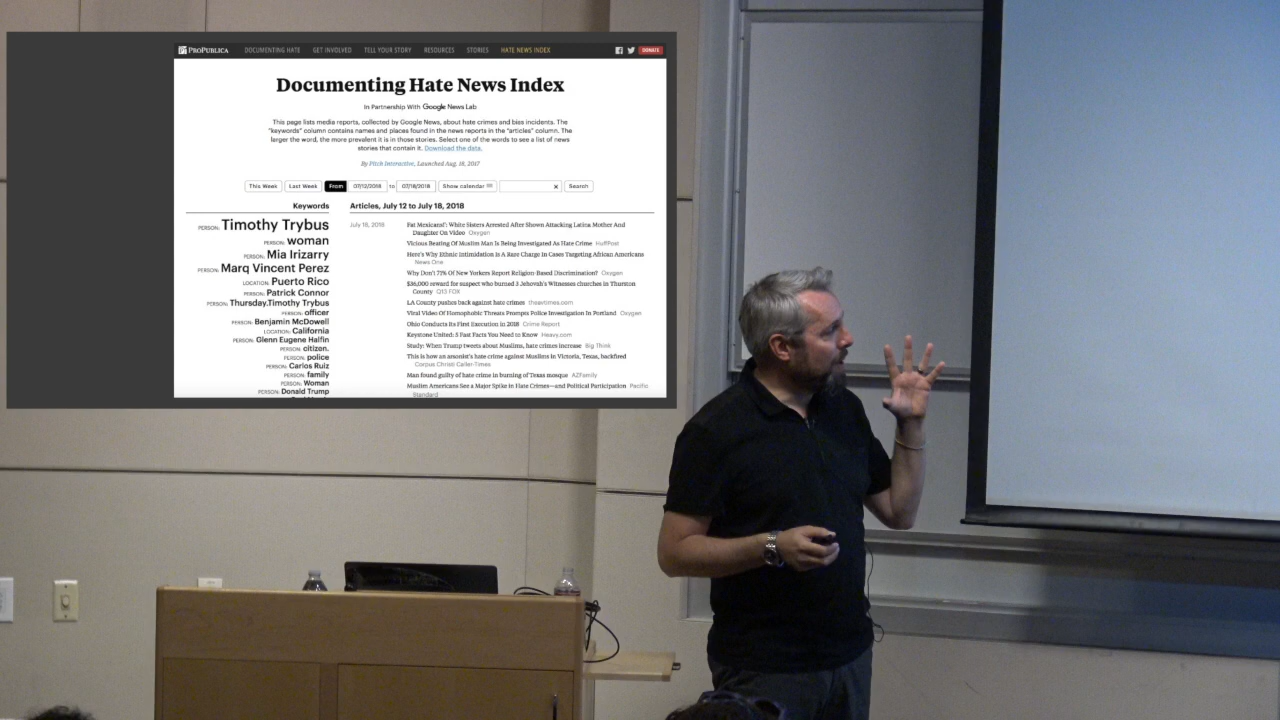 PROPUBLICA DOCUMENTING HATE GET INVOLVED TELL YOUR STORY RESOURCES STORIES HATE NEWS INDEX DONATE
Documenting Hate News Index
In Partnership With Google News Lab
This page lists media reports, collected by Google News, about hate crimes and bias incidents. The
"keywords" column contains names and places found in the news reports in the "articles" column. The
larger the word, the more prevalent it is in those stories. Select one of the words to see a list of news
stories that contain it. Download the data.
By Pitch Interactive, Launched Aug. 18, 2017
This Week Last Week From 07/12/2018 to 07/18/2018 Show calendar × Search
Keywords
PERSON: Timothy Trybus
PERSON: woman
PERSON: Mia Irizarry
PERSON: Marq Vincent Perez
LOCATION: Puerto Rico
PERSON: Patrick Connor
PERSON: Thursday.Timothy Trybus
PERSON: officer
PERSON: Benjamin McDowell
LOCATION: California
PERSON: Glenn Eugene Halfin
PERSON: citizen.
PERSON: police
PERSON: Carlos Ruiz
PERSON: family
PERSON: Woman
PERSON: Donald Trump
Articles, July 12 to July 18, 2018
July 18, 2018
Fat Mexicans!': White Sisters Arrested After Shown Attacking Latina Mother And
Daughter On Video Oxygen
Vicious Beating Of Muslim Man Is Being Investigated As Hate Crime HuffPost
Here's Why Ethnic Intimidation Is A Rare Charge In Cases Targeting African Americans
News One
Why Don't 71% Of New Yorkers Report Religion-Based Discrimination? Oxygen
$36,000 reward for suspect who burned 3 Jehovah's Witnesses churches in Thurston
County Q13 FOX
LA County pushes back against hate crimes theavtimes.com
Viral Video Of Homophobic Threats Prompts Police Investigation In Portland Oxygen
Ohio Conducts Its First Execution in 2018 Crime Report
Keystone United: 5 Fast Facts You Need to Know Heavy.com
Study: When Trump tweets about Muslims, hate crimes increase Big Think
This is how an arsonist's hate crime against Muslims in Victoria, Texas, backfired
Corpus Christi Caller-Times
Man found guilty of hate crime in burning of Texas mosque AZFamily
Muslim Americans See a Major Spike in Hate Crimes—and Political Participation Pacific
Standard